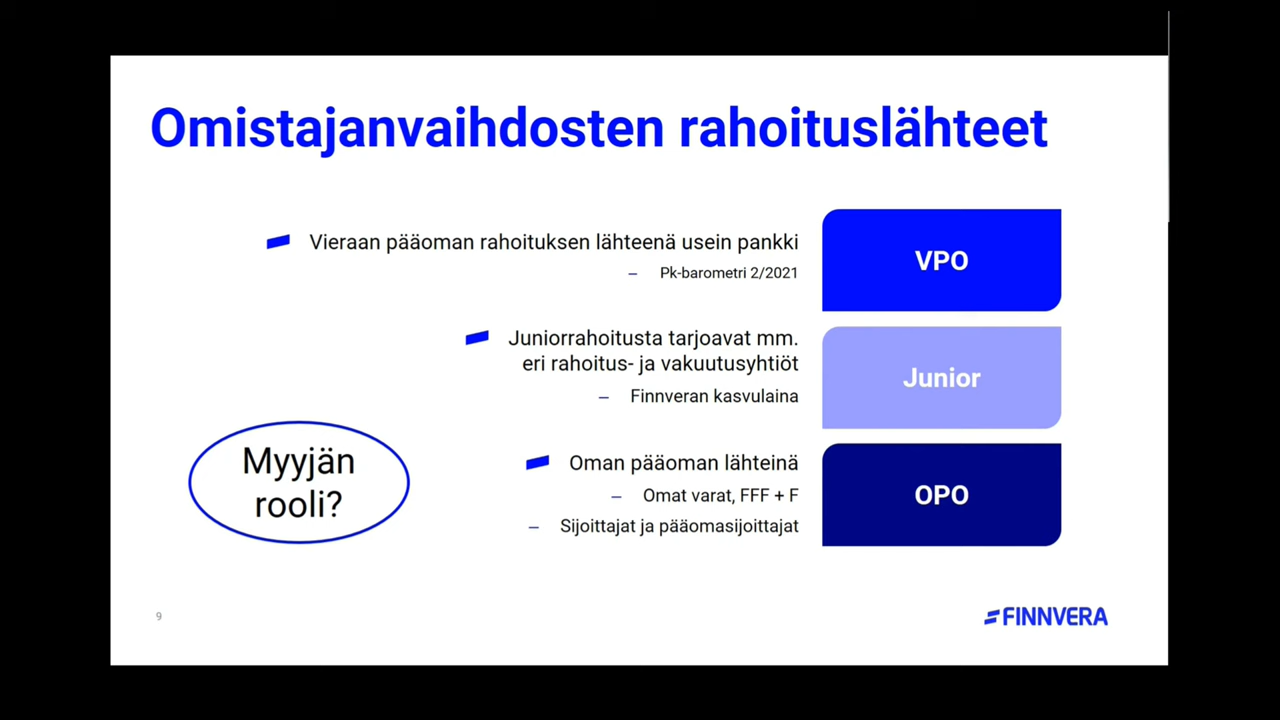 Omistajanvaihdosten rahoituslähteet
Vieraan pääoman rahoituksen lähteenä usein pankki
– Pk-barometri 2/2021
VPO
Juniorrahoitusta tarjoavat mm.
eri rahoitus- ja vakuutusyhtiöt
– Finnveran kasvulaina
Junior
Myyjän
rooli?
Oman pääoman lähteinä
– Omat varat, FFF + F
– Sijoittajat ja pääomasijoittajat
OPO
9
FINNVERA